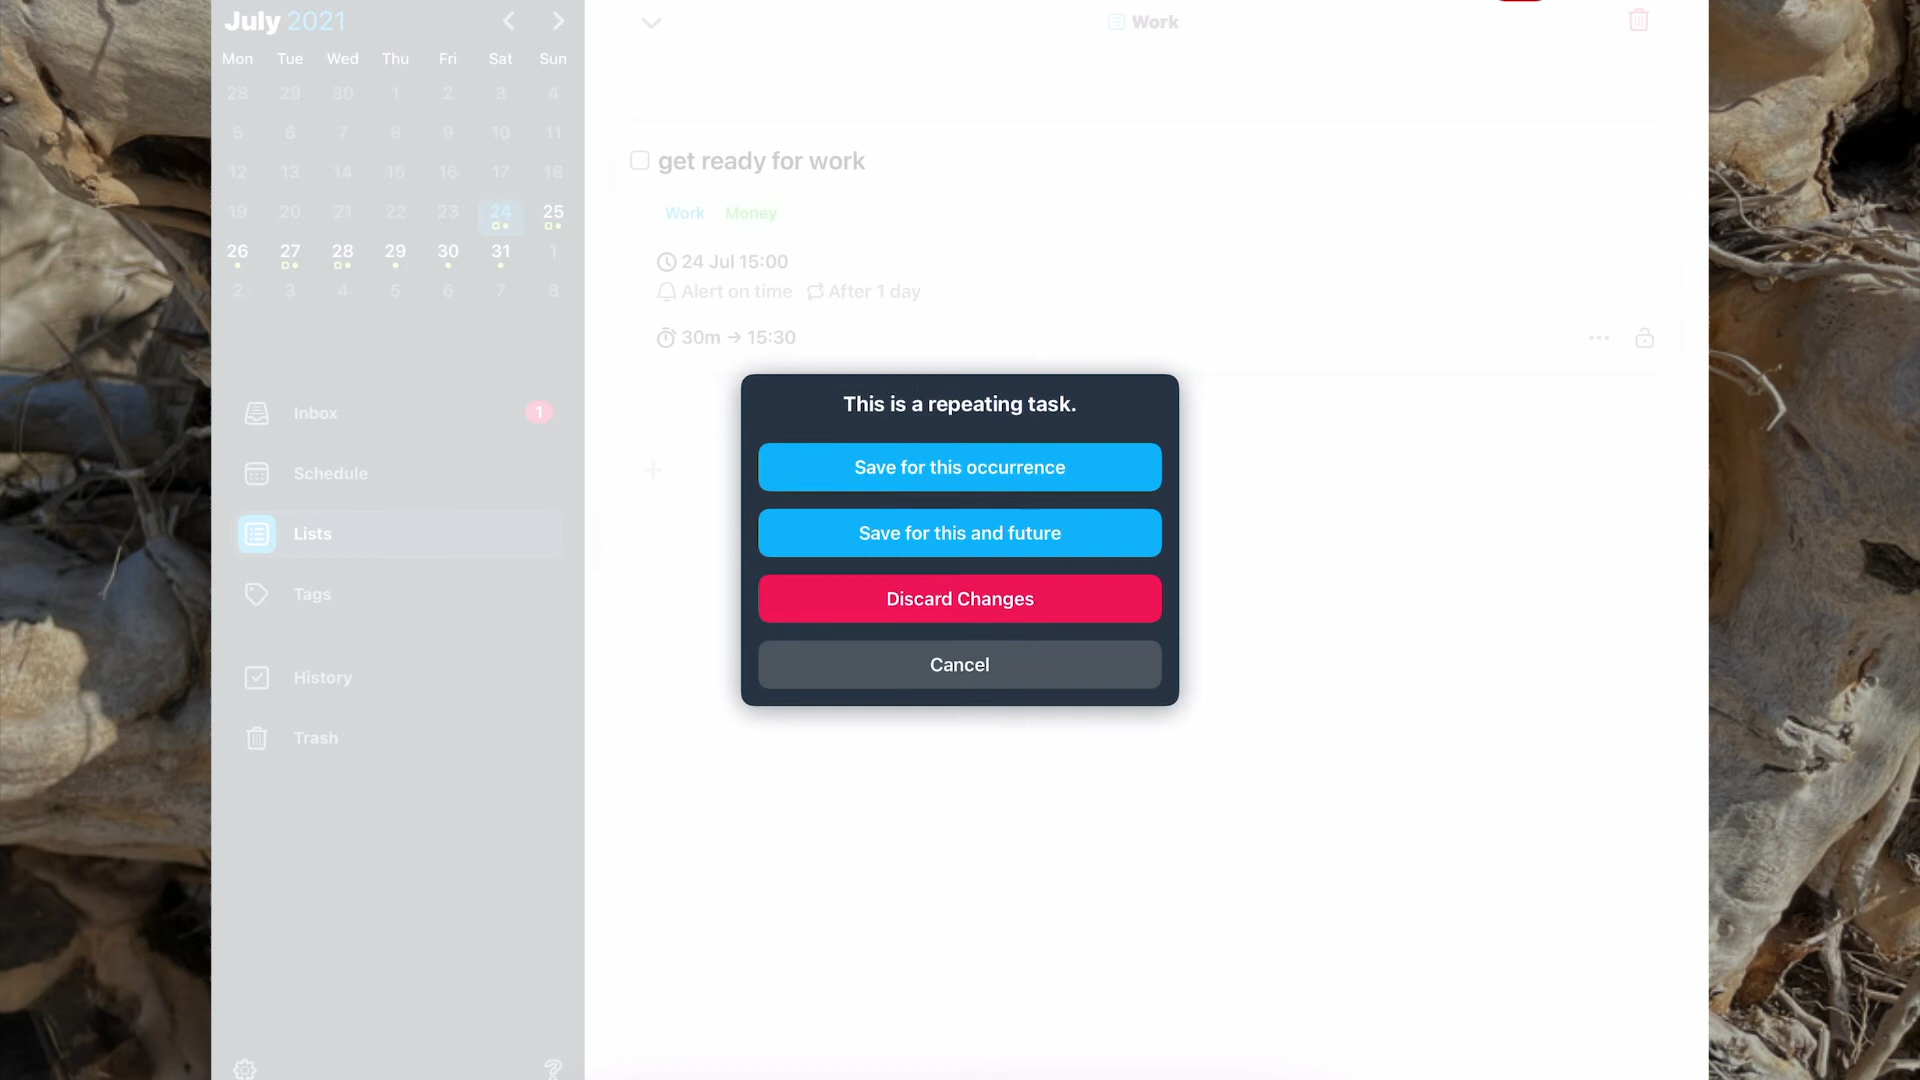 July 2021
Mon Tue Wed Thu Fri Sat Sun
28 29 30 1 2 3 4
5 6 7 8 9 10 11
12 13 14 15 16 17 18
19 20 21 22 23 24 25
26 27 28 29 30 31 1
2 3 4 5 6 7 8
Inbox 1
Schedule
Lists
Tags
History
Trash
?
Work
get ready for work
Work Money
24 Jul 15:00
Alert on time After 1 day
30m → 15:30
This is a repeating task.
Save for this occurrence
Save for this and future
Discard Changes
Cancel